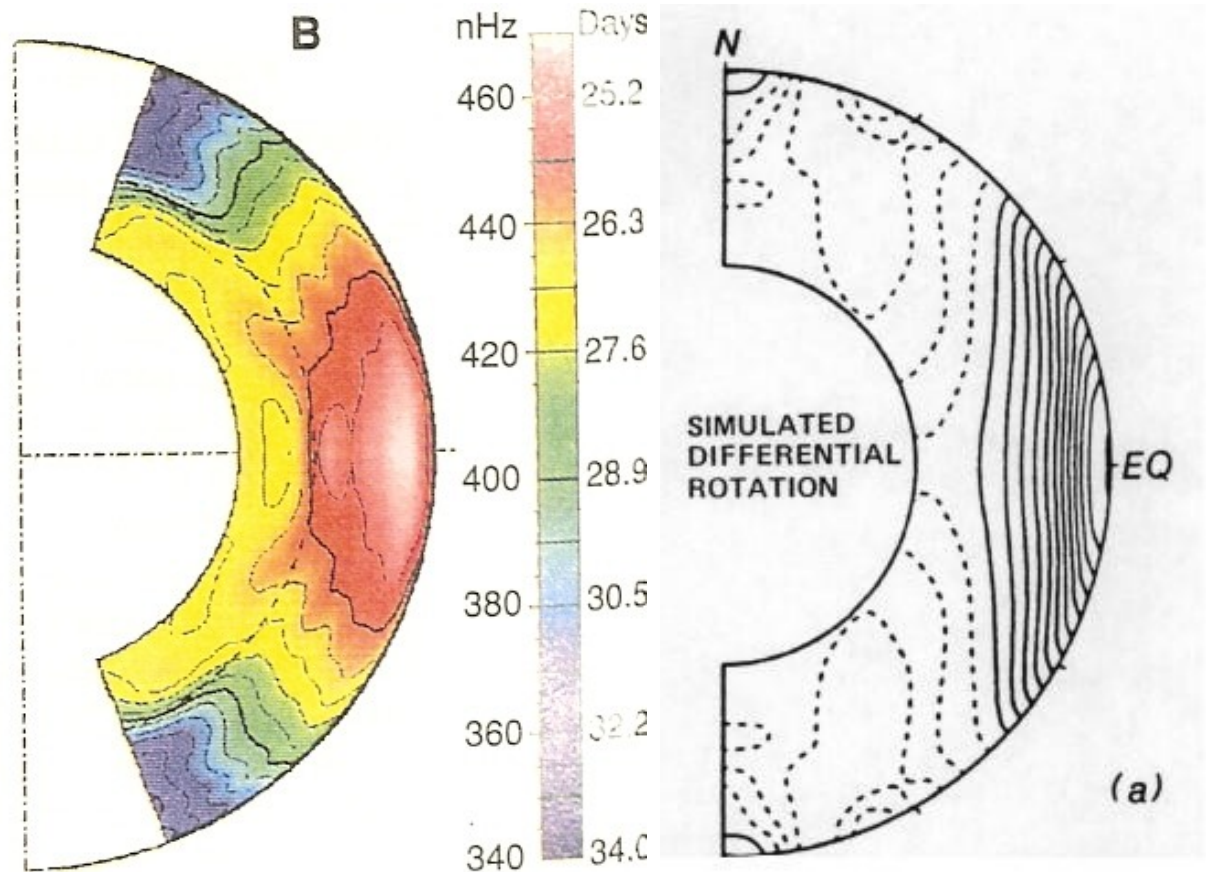 B
nHz Days
460 25.2
440 26.3
420 27.6
400 28.9
380 30.5
360 32.2
340 34.0
N
SIMULATED
DIFFERENTIAL
ROTATION
EQ
(a)